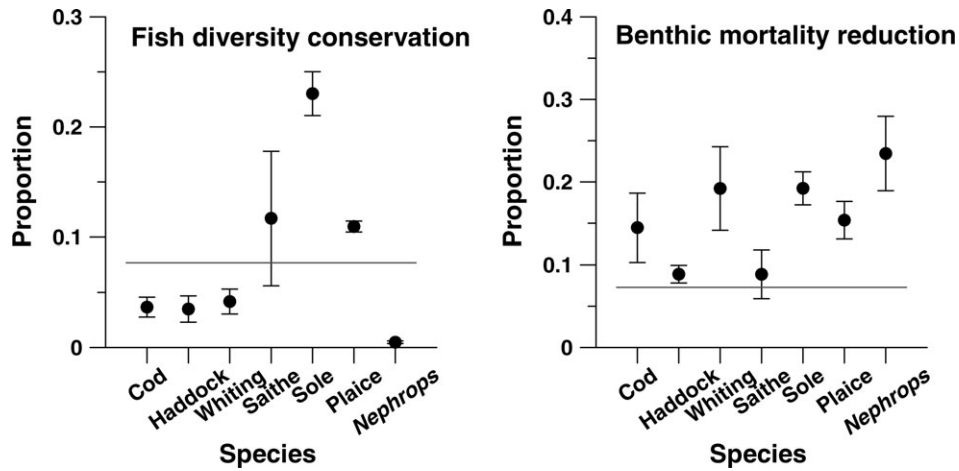 Fish diversity conservation
Proportion
0.3
0.2
0.1
0
Cod
Haddock
Whiting
Saithe
Sole
Plaice
Nephrops
Species
Benthic mortality reduction
Proportion
0.4
0.3
0.2
0.1
0
Cod
Haddock
Whiting
Saithe
Sole
Plaice
Nephrops
Species